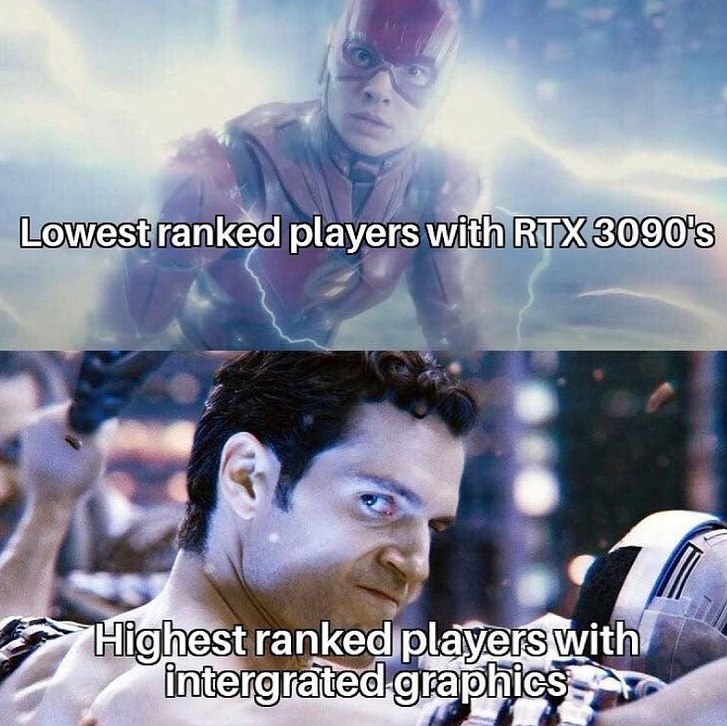 Lowest ranked players with RTX 3090's
Highest ranked players with
intergrated graphics